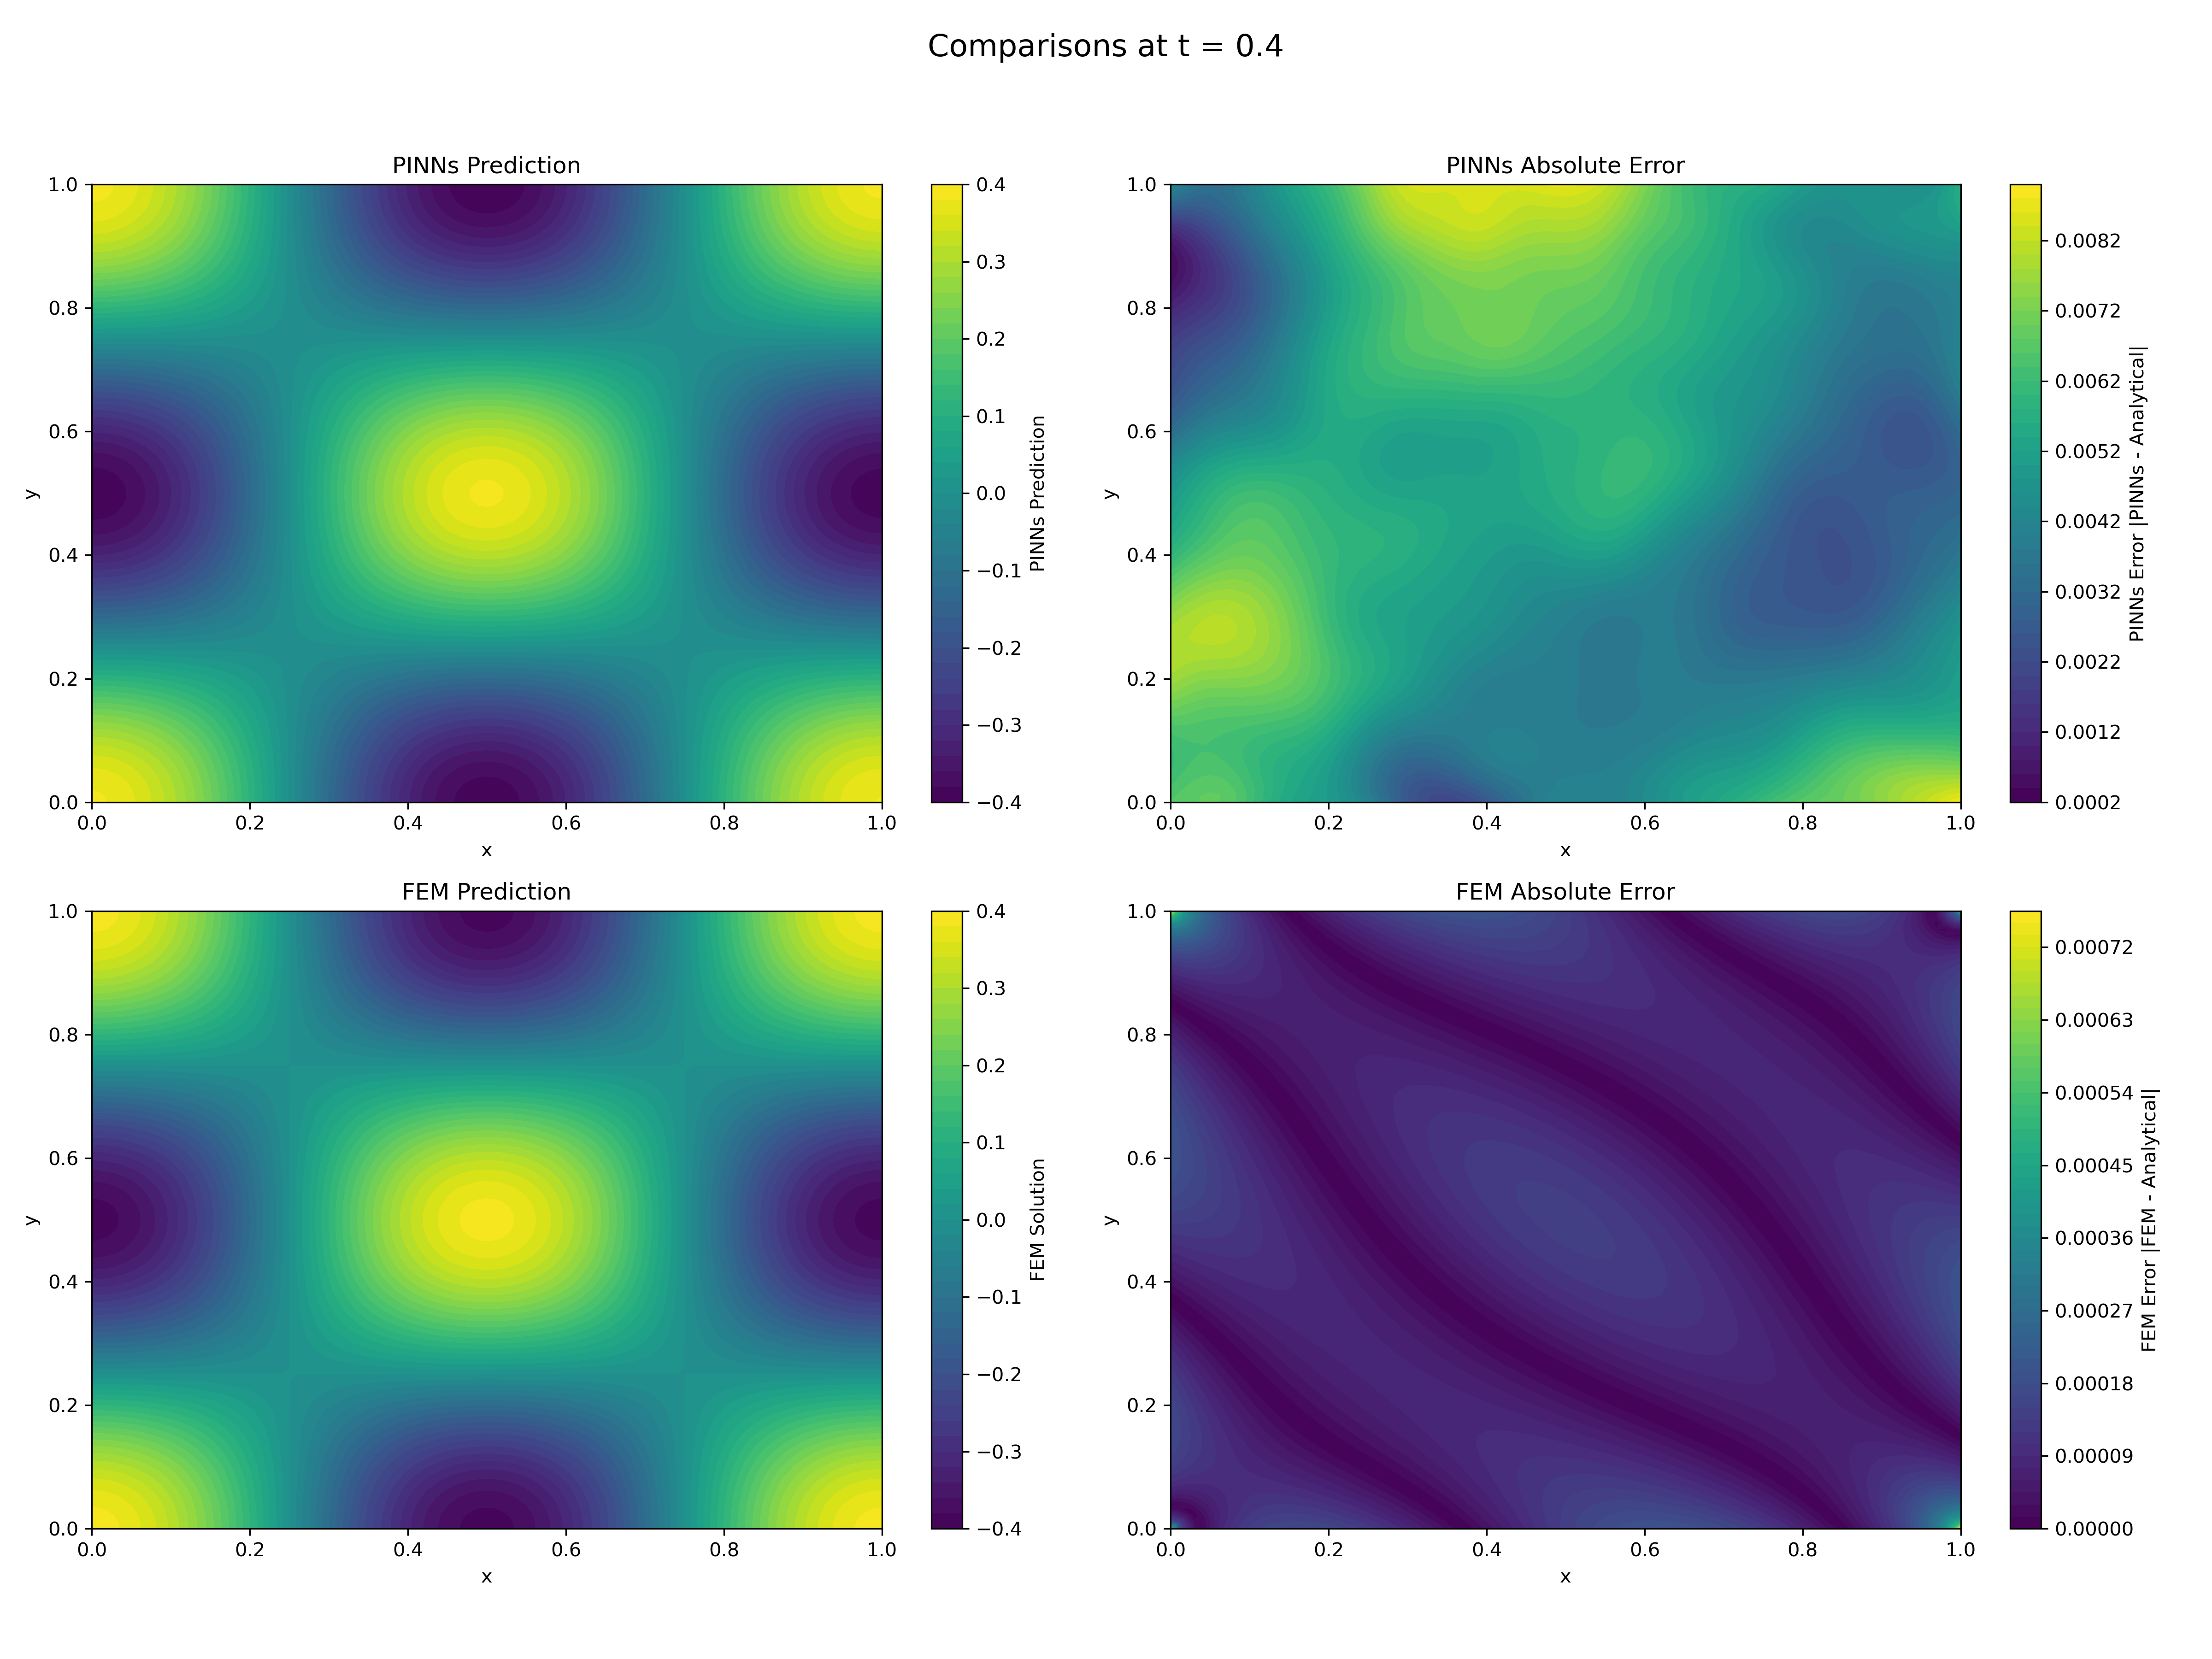 Comparisons at t = 0.4
PINNs Prediction
1.0
0.8
0.6
0.4
0.2
0.0
y
0.0 0.2 0.4 0.6 0.8 1.0
x
0.4
0.3
0.2
0.1
0.0
−0.1
−0.2
−0.3
−0.4
PINNs Prediction
PINNs Absolute Error
1.0
0.8
0.6
0.4
0.2
0.0
y
0.0 0.2 0.4 0.6 0.8 1.0
x
0.0082
0.0072
0.0062
0.0052
0.0042
0.0032
0.0022
0.0012
0.0002
PINNs Error |PINNs - Analytical|
FEM Prediction
1.0
0.8
0.6
0.4
0.2
0.0
y
0.0 0.2 0.4 0.6 0.8 1.0
x
0.4
0.3
0.2
0.1
0.0
−0.1
−0.2
−0.3
−0.4
FEM Solution
FEM Absolute Error
1.0
0.8
0.6
0.4
0.2
0.0
y
0.0 0.2 0.4 0.6 0.8 1.0
x
0.00072
0.00063
0.00054
0.00045
0.00036
0.00027
0.00018
0.00009
0.00000
FEM Error |FEM - Analytical|